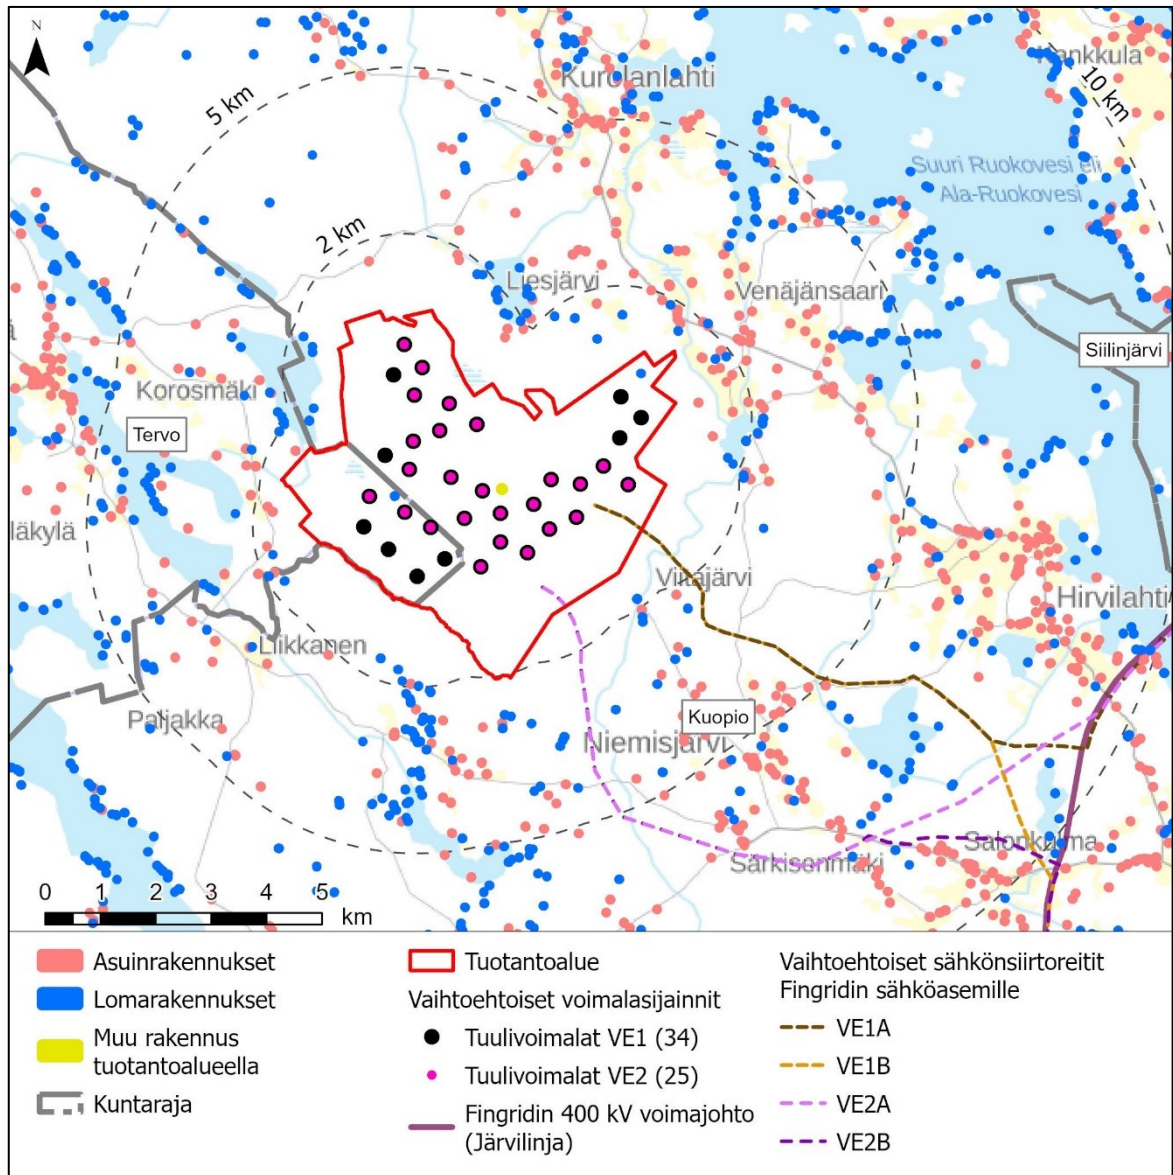 N
Kurolanlahti
Kankkula
5 km
10 km
Suuri Ruokovesi eli
Ala-Ruokovesi
2 km
Liesjärvi
Venäjänsaari
Siilinjärvi
Korosmäki
Tervo
läkylä
Viitajärvi
Hirvilahti
Liikkanen
Paljakka
Kuopio
Niemisjärvi
Salonkulma
Särkisenmäki
0 1 2 3 4 5
km
Asuinrakennukset
Lomarakennukset
Muu rakennus
tuotantoalueella
Kuntaraja
Tuotantoalue
Vaihtoehtoiset voimalasijainnit
Tuulivoimalat VE1 (34)
Tuulivoimalat VE2 (25)
Fingridin 400 kV voimajohto
(Järvilinja)
Vaihtoehtoiset sähkönsiirtoreitit
Fingridin sähköasemille
VE1A
VE1B
VE2A
VE2B